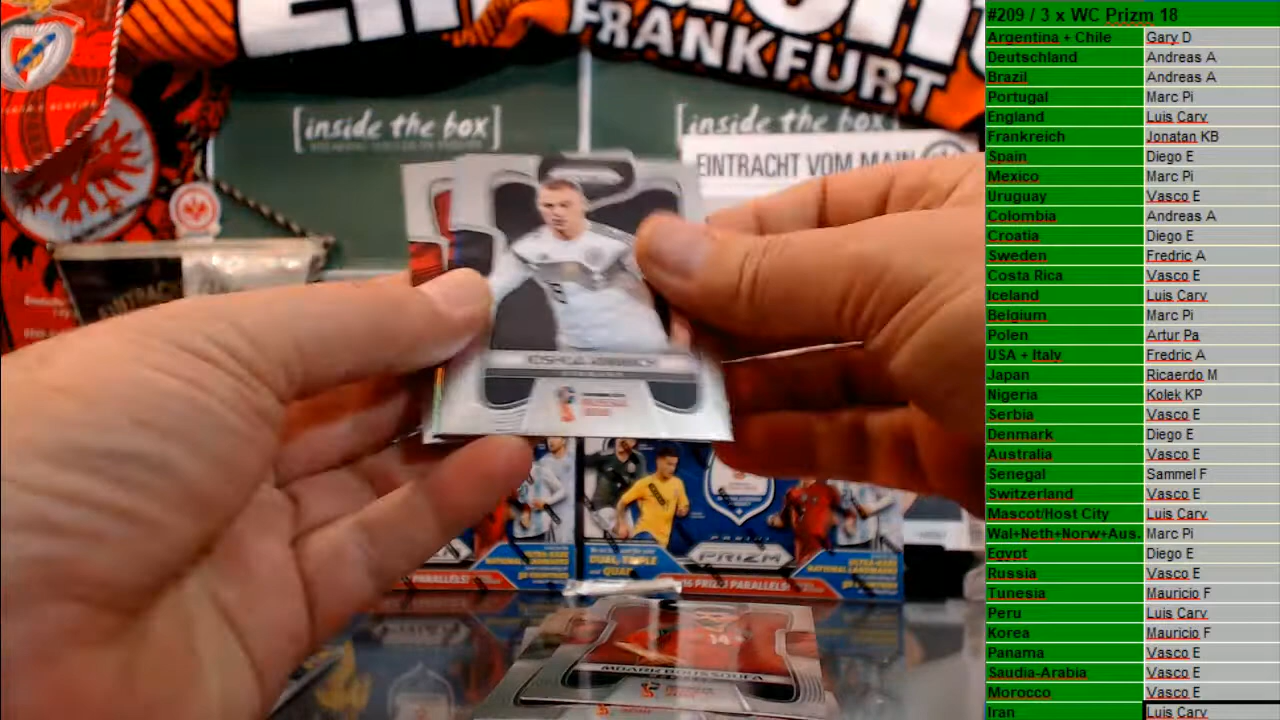 FRANKFURT
[inside the box]
[inside the box]
EINTRACHT VOM MAIN
MBARK BOUSSOUFA
PRIZM
#209 / 3 x WC Prizm 18
Argentina + Chile Gary D
Deutschland Andreas A
Brazil Andreas A
Portugal Marc Pi
England Luis Carv
Frankreich Jonatan KB
Spain Diego E
Mexico Marc Pi
Uruguay Vasco E
Colombia Andreas A
Croatia Diego E
Sweden Fredric A
Costa Rica Vasco E
Iceland Luis Carv
Belgium Marc Pi
Polen Artur Pa
USA + Italy Fredric A
Japan Ricaerdo M
Nigeria Kolek KP
Serbia Vasco E
Denmark Diego E
Australia Vasco E
Senegal Sammel F
Switzerland Vasco E
Mascot/Host City Luis Carv
Wal+Neth+Norw+Aus. Marc Pi
Egypt Diego E
Russia Vasco E
Tunesia Mauricio F
Peru Luis Carv
Korea Mauricio F
Panama Vasco E
Saudia-Arabia Vasco E
Morocco Vasco E
Iran Luis Carv